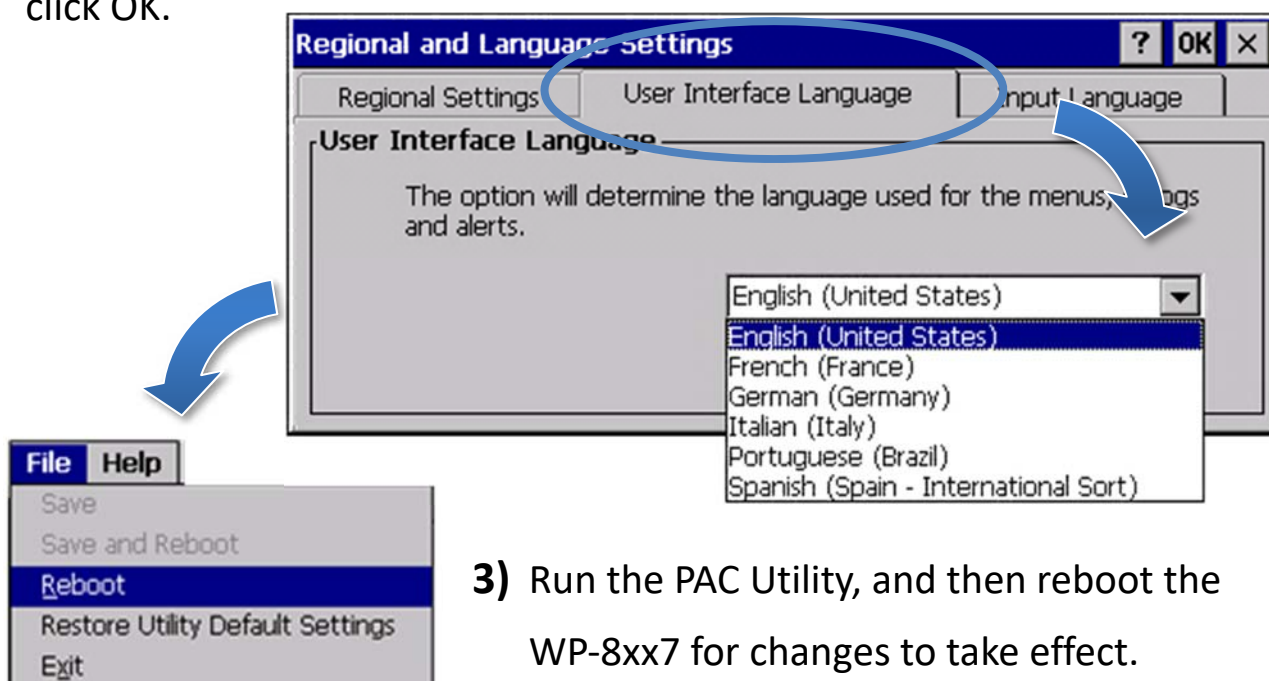 click OK.
Regional and Language Settings ? OK ×
Regional Settings User Interface Language Input Language
User Interface Language
The option will determine the language used for the menus,
and alerts.
English (United States)
English (United States)
French (France)
German (Germany)
Italian (Italy)
Portuguese (Brazil)
Spanish (Spain - International Sort)
File Help
Save
Save and Reboot
Reboot
Restore Utility Default Settings
Exit
3) Run the PAC Utility, and then reboot the
WP-8xx7 for changes to take effect.